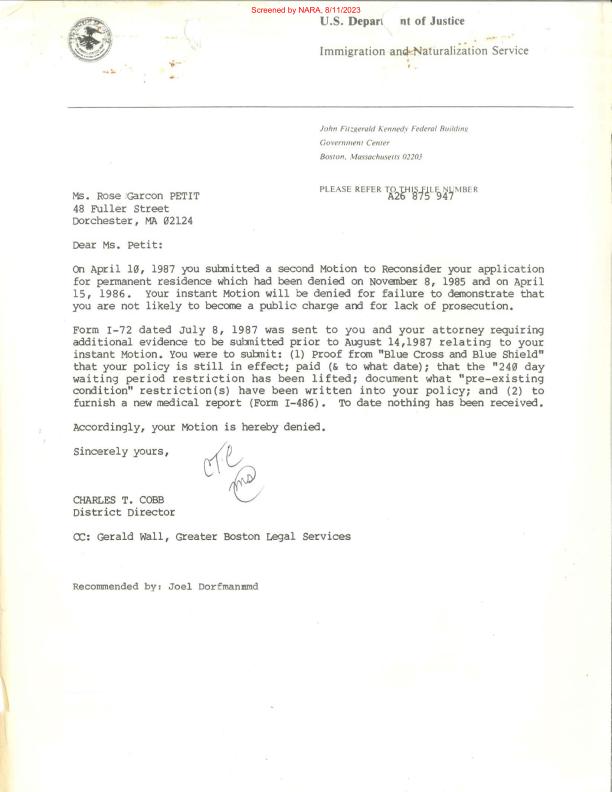 Screened by NARA, 8/11/2023
U.S. Depar nt of Justice
Immigration and Naturalization Service
John Fitzgerald Kennedy Federal Building
Government Center
Boston, Massachusetts 02203
PLEASE REFER TO THIS FILE NUMBER
A26 875 947
Ms. Rose Garcon PETIT
48 Fuller Street
Dorchester, MA 02124
Dear Ms. Petit:
On April 10, 1987 you submitted a second Motion to Reconsider your application
for permanent residence which had been denied on November 8, 1985 and on April
15, 1986. Your instant Motion will be denied for failure to demonstrate that
you are not likely to become a public charge and for lack of prosecution.
Form I-72 dated July 8, 1987 was sent to you and your attorney requiring
additional evidence to be submitted prior to August 14,1987 relating to your
instant Motion. You were to submit: (1) Proof from "Blue Cross and Blue Shield"
that your policy is still in effect; paid (& to what date); that the "240 day
waiting period restriction has been lifted; document what "pre-existing
condition" restriction(s) have been written into your policy; and (2) to
furnish a new medical report (Form I-486). To date nothing has been received.
Accordingly, your Motion is hereby denied.
Sincerely yours,
CTC
CHARLES T. COBB
District Director
CC: Gerald Wall, Greater Boston Legal Services
Recommended by: Joel Dorfmanmmd